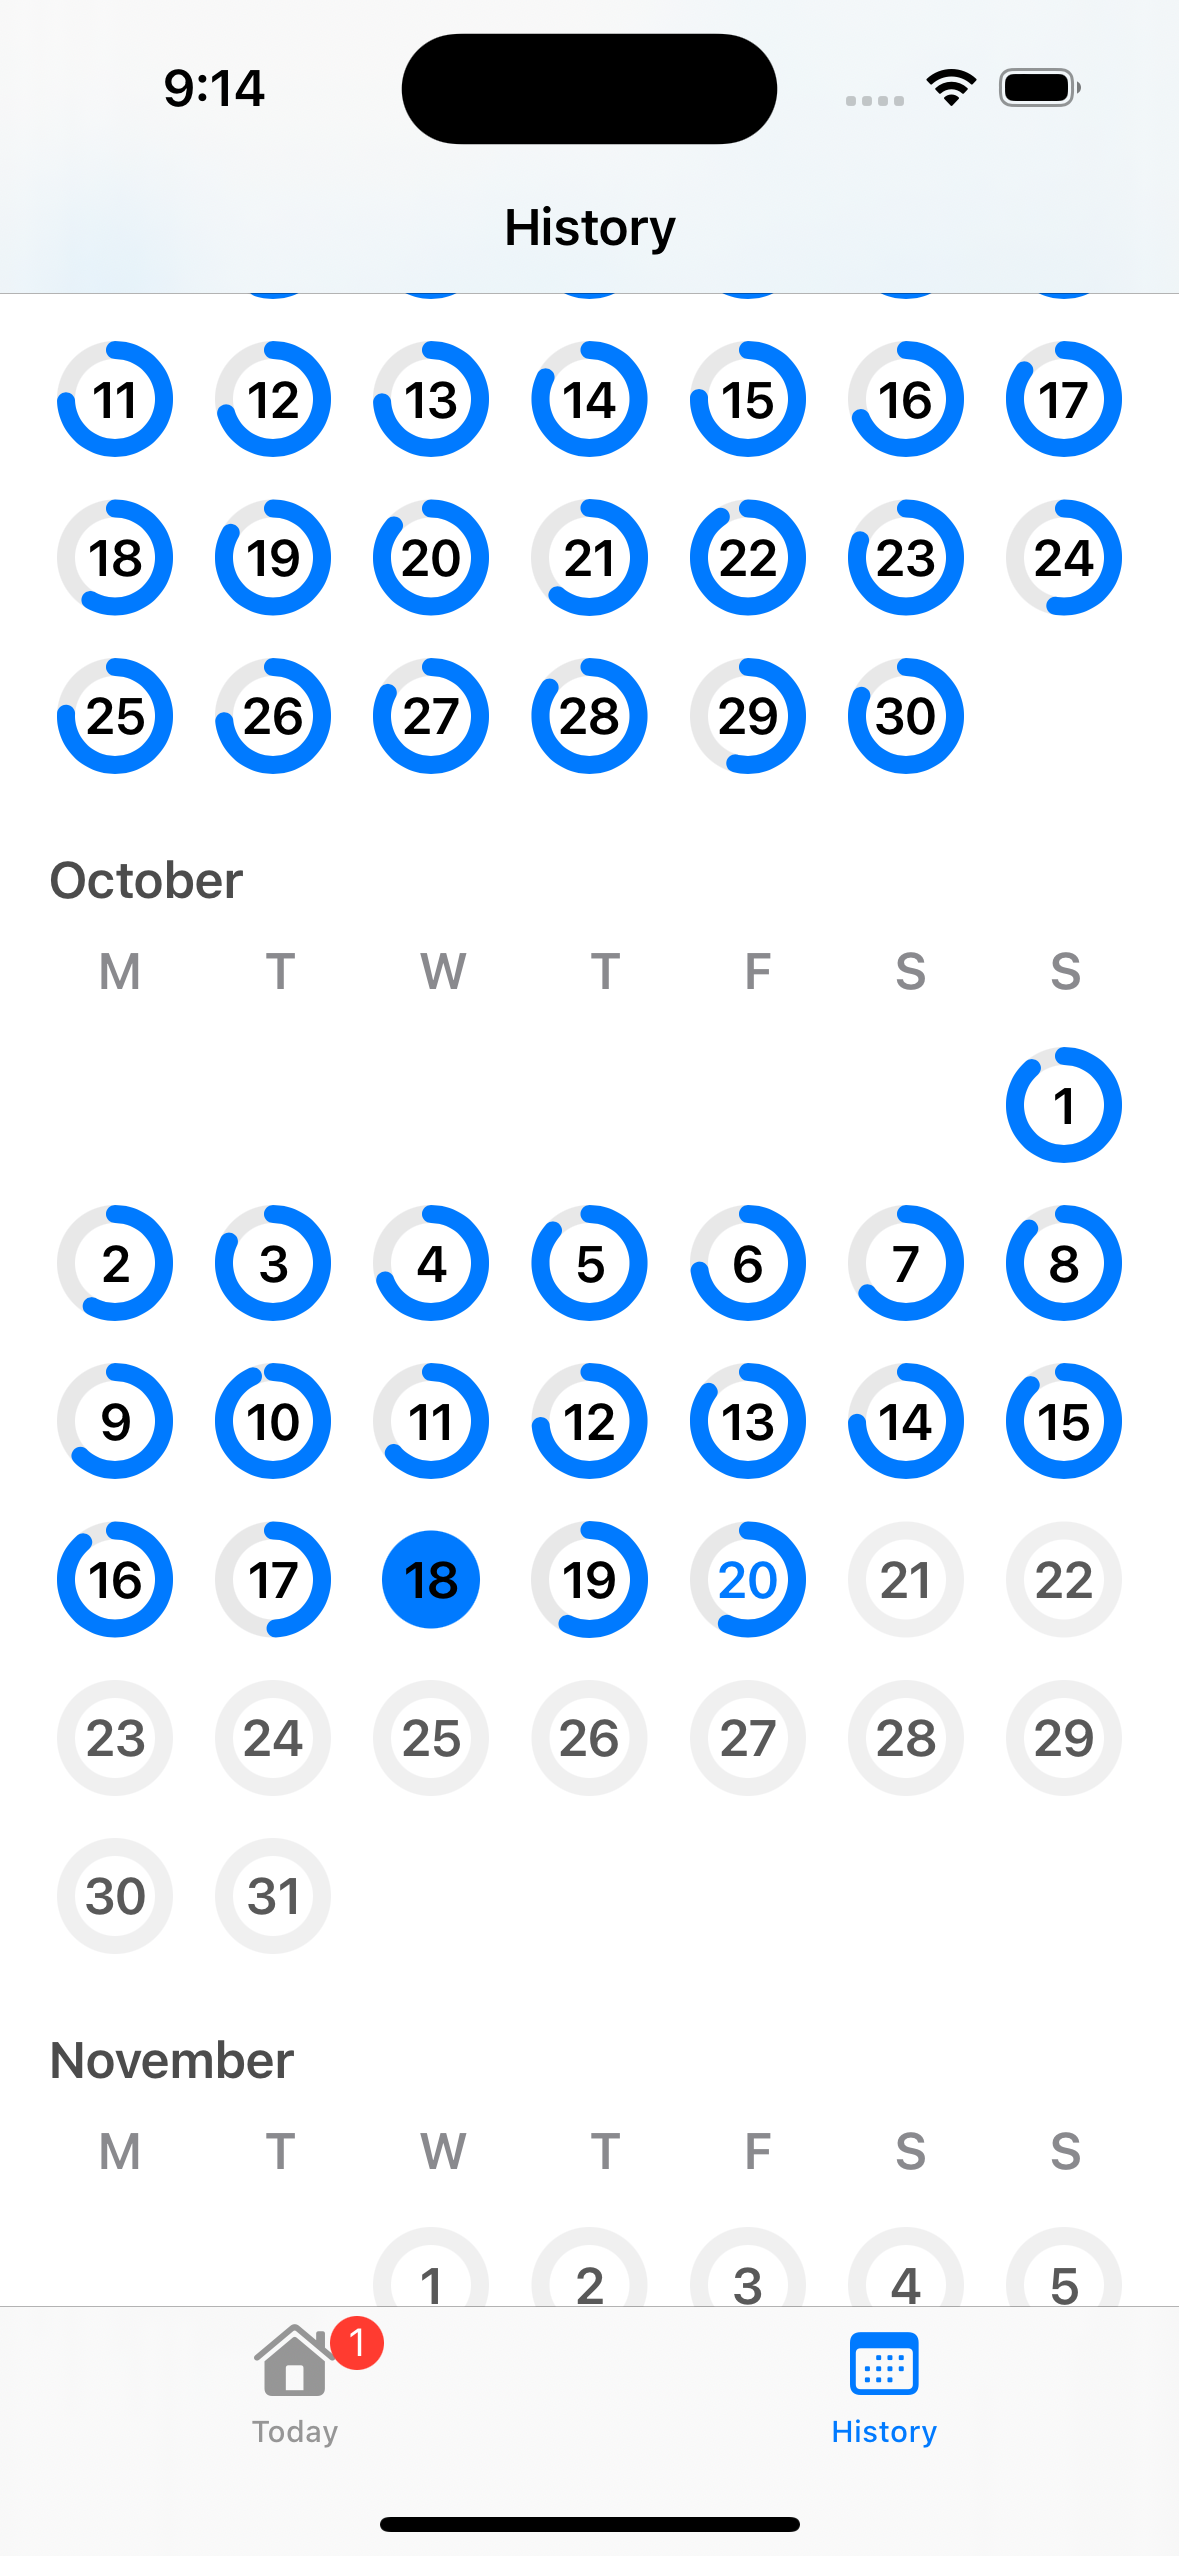 9:14
History
11 12 13 14 15 16 17
18 19 20 21 22 23 24
25 26 27 28 29 30
October
M T W T F S S
1
2 3 4 5 6 7 8
9 10 11 12 13 14 15
16 17 18 19 20 21 22
23 24 25 26 27 28 29
30 31
November
M T W T F S S
1 2 3 4 5
1
Today History